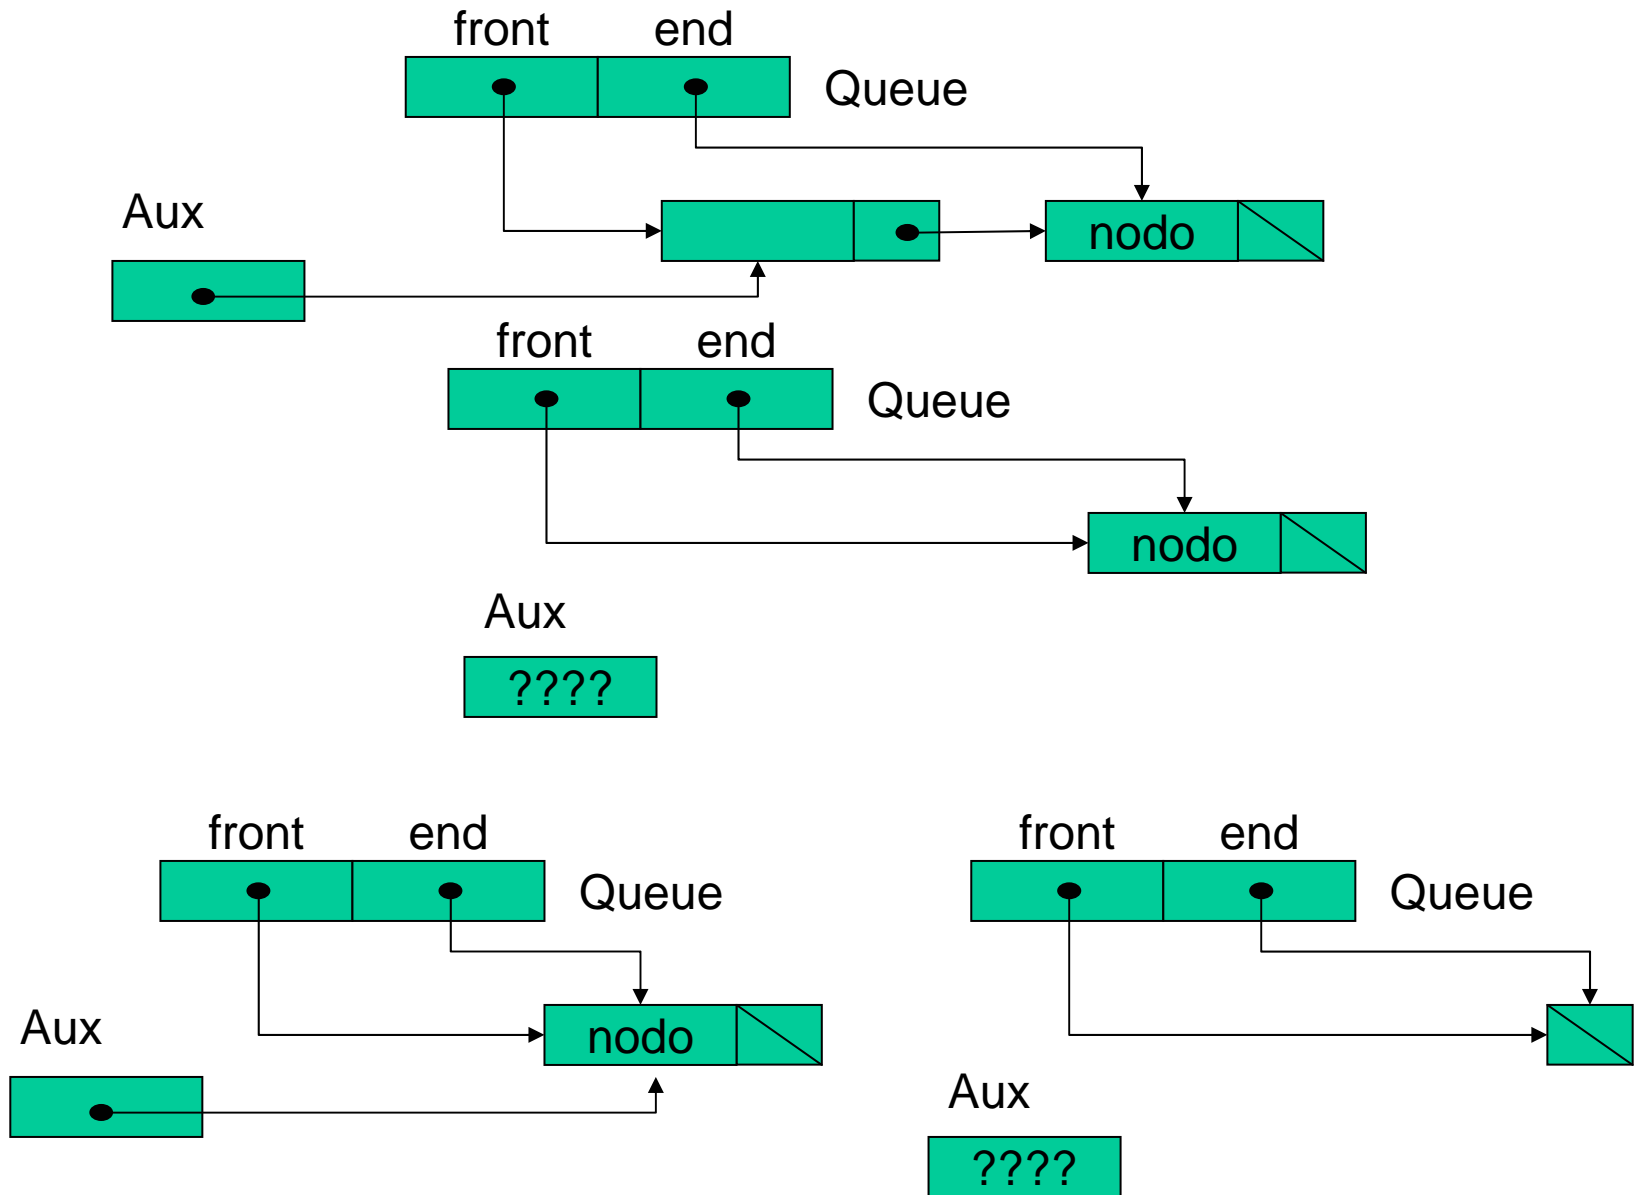 front end
Queue
Aux
nodo
front end
Queue
nodo
Aux
????
front end
Queue
Aux
nodo
front end
Queue
Aux
????